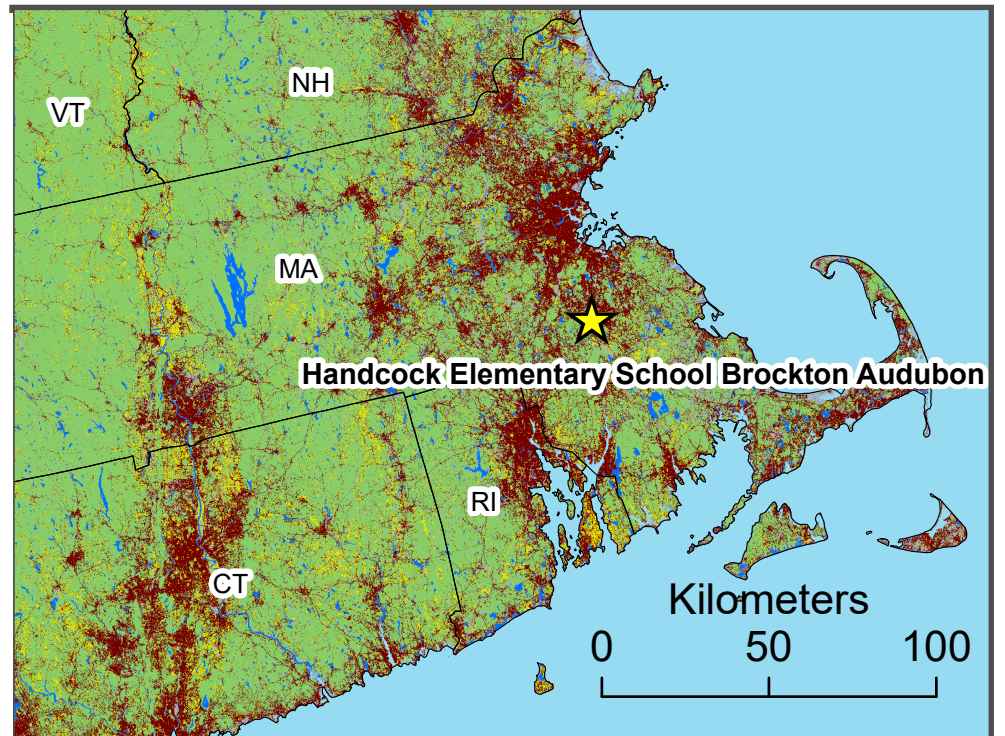 NH
VT
MA
Handcock Elementary School Brockton Audubon
RI
CT
Kilometers
0 50 100